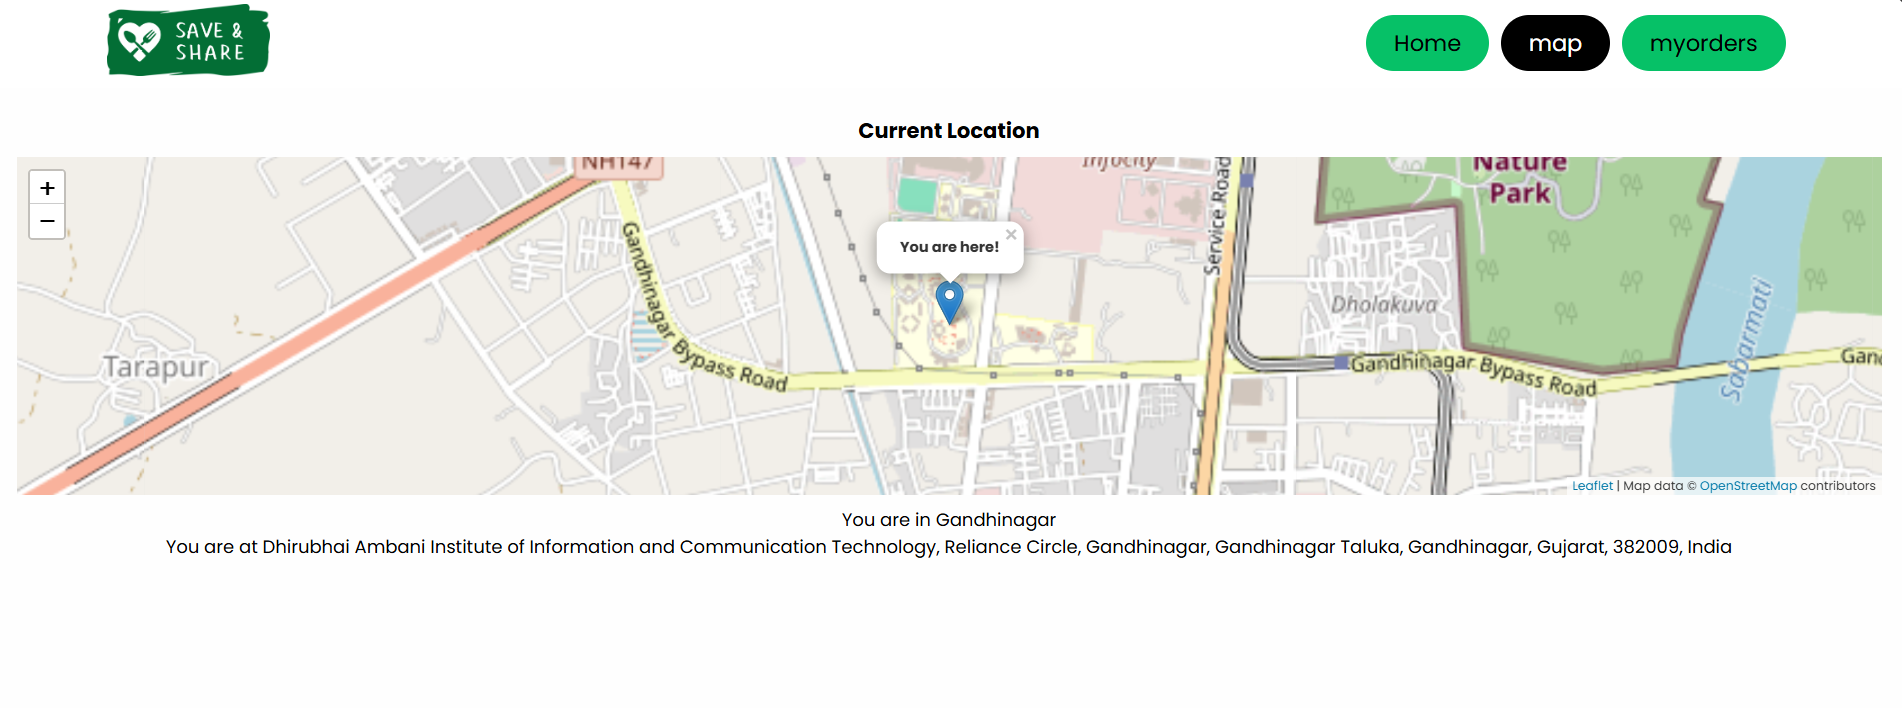 SAVE &
SHARE
Home
map
myorders
Current Location
+
−
NH147
Infocity
Nature
Park
Service Road
You are here!
×
Gandhinagar Bypass Road
Dholakuva
Tarapur
Gandhinagar Bypass Road
Gand
Sabarmati
Leaflet | Map data © OpenStreetMap contributors
You are in Gandhinagar
You are at Dhirubhai Ambani Institute of Information and Communication Technology, Reliance Circle, Gandhinagar, Gandhinagar Taluka, Gandhinagar, Gujarat, 382009, India